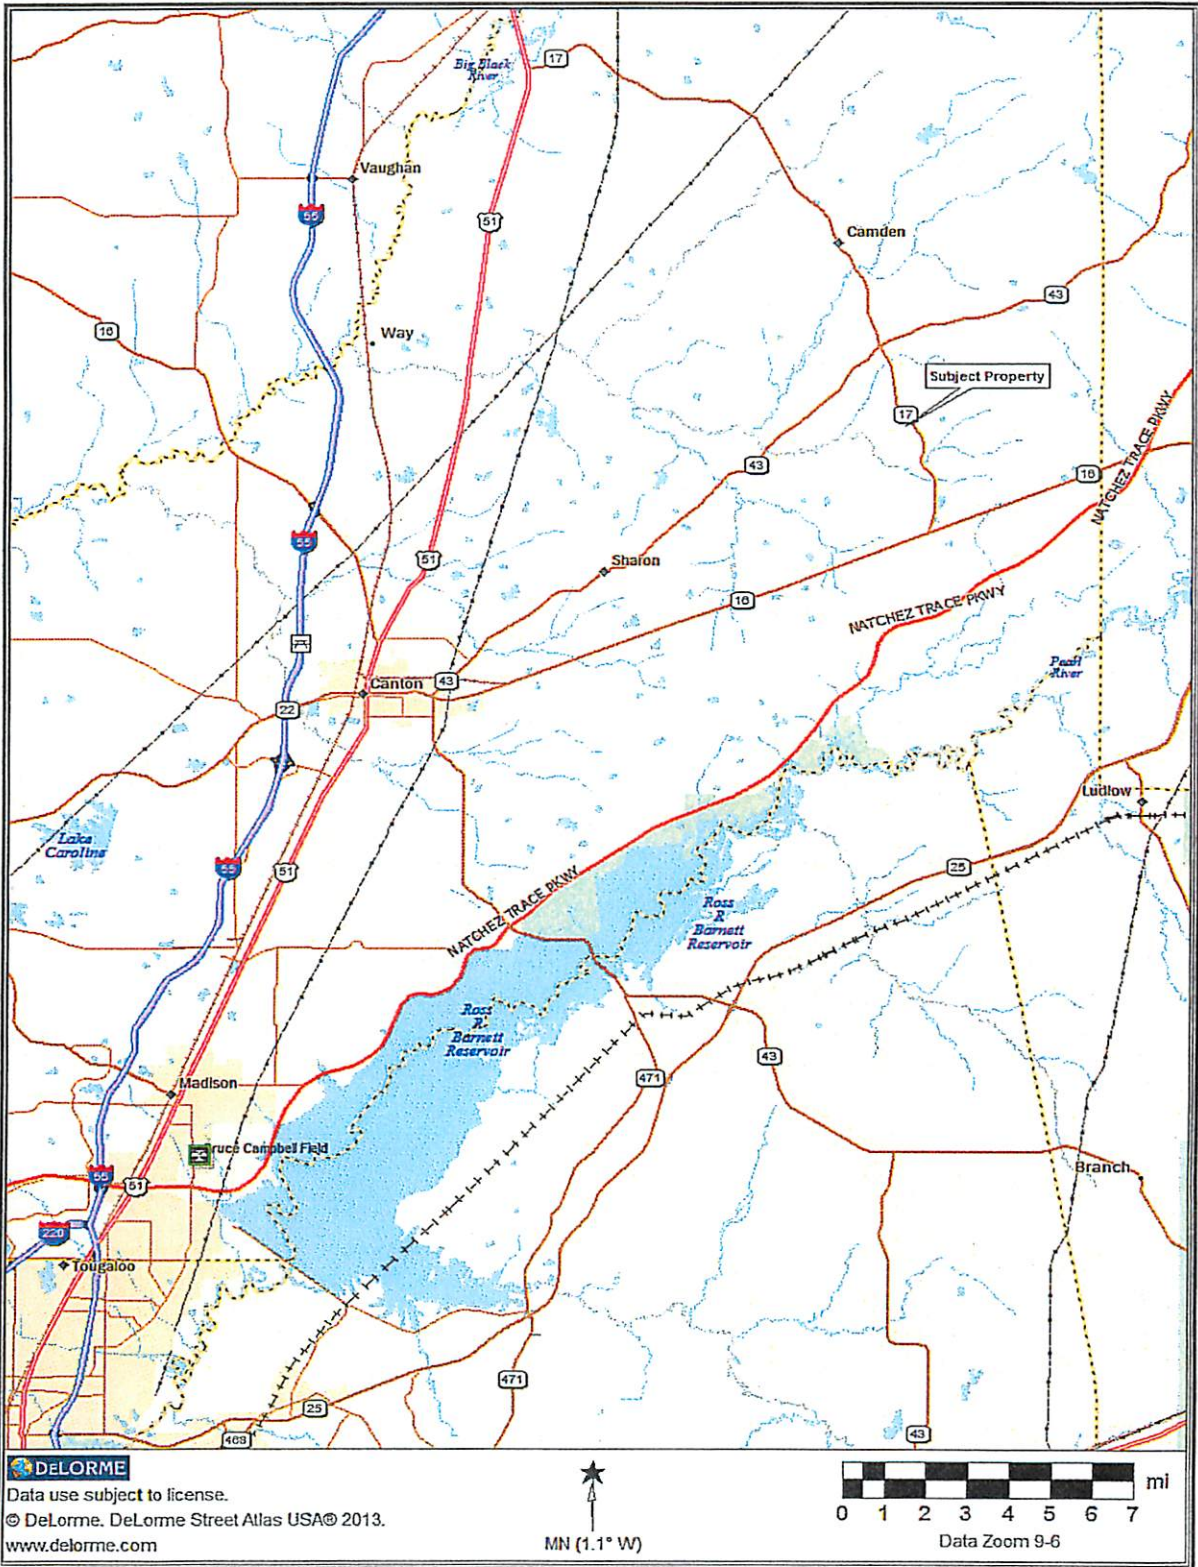 Big Black
River
17
Vaughan
55
51
Camden
43
16
Way
Subject Property
17
NATCHEZ TRACE PKWY
43
16
55
51
Sharon
16
NATCHEZ TRACE PKWY
Pearl
River
Canton
43
22
Ludlow
Lake
Caroline
55
51
25
NATCHEZ TRACE PKWY
Ross
R
Barnett
Reservoir
Ross
R
Barnett
Reservoir
43
471
Madison
ruce Campbell Field
Branch
55
51
220
Tougaloo
471
25
468
43
DELORME
Data use subject to license.
© DeLorme. DeLorme Street Atlas USA® 2013.
www.delorme.com
MN (1.1° W)
mi
0 1 2 3 4 5 6 7
Data Zoom 9-6